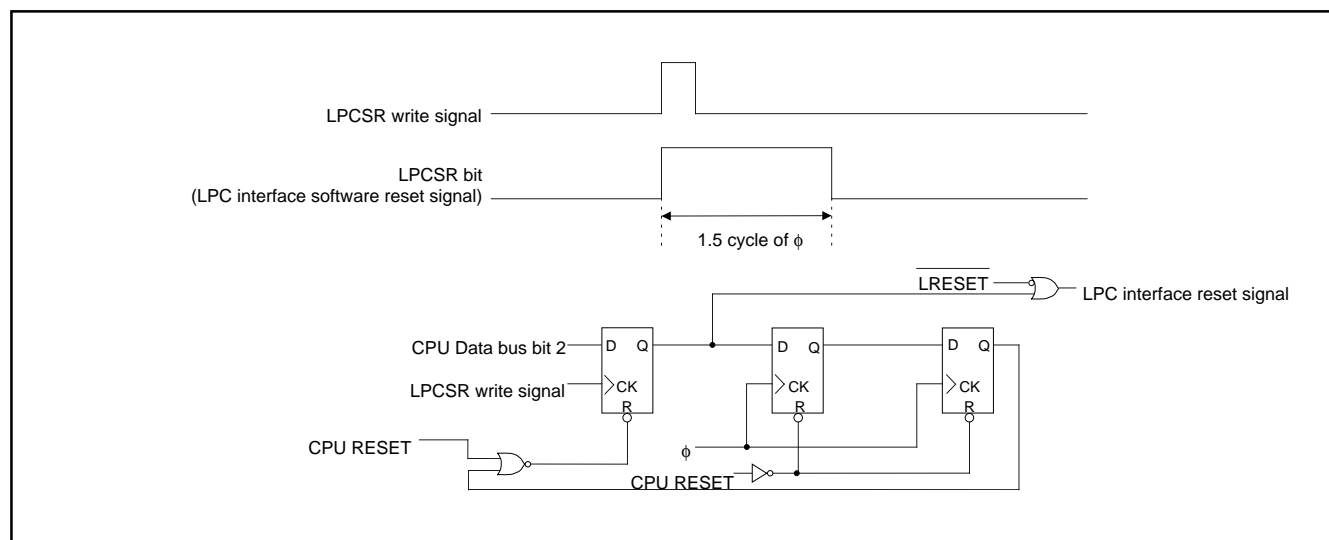 LPCSR write signal
LPCSR bit
(LPC interface software reset signal)
1.5 cycle of ϕ
LRESET
LPC interface reset signal
CPU Data bus bit 2
D Q
D Q
D Q
LPCSR write signal
CK
CK
CK
R
R
R
CPU RESET
ϕ
CPU RESET